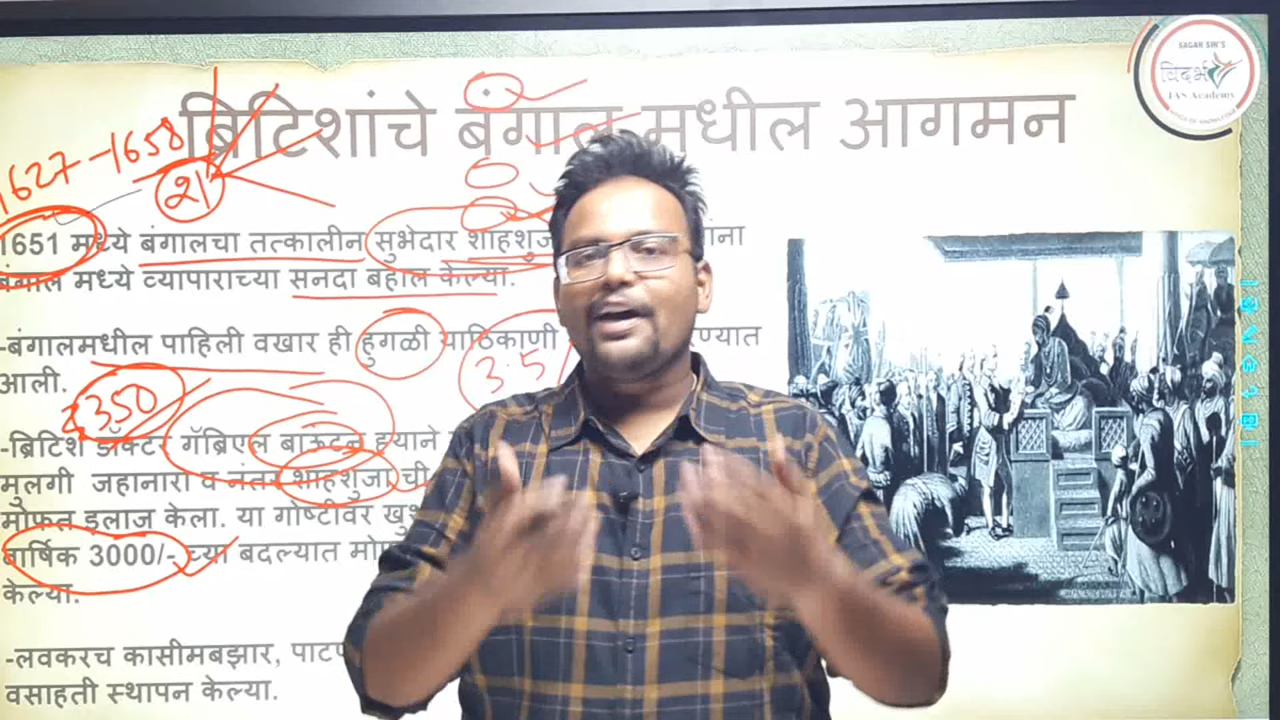 SAGAR SIR'S
विदर्भ
IAS Academy
ब्रिटिशांचे बंगाल मधील आगमन
1627 - 1658
21
1651 मध्ये बंगालचा तत्कालीन सुभेदार शाहशुजा
बंगाल मध्ये व्यापाराच्या सनदा बहाल केल्या.
-बंगालमधील पाहिली वखार ही हुगळी याठिकाणी
3.5
आली.
350
-ब्रिटिश डॉक्टर गॅब्रिएल बाऊटन ह्याने
मुलगी जहानारा व नंतर शाहशुजा ची
मोफत इलाज केला. या गोष्टीवर
वार्षिक 3000/- च्या बदल्यात
केल्या.
-लवकरच कासीमबझार,
वसाहती स्थापन केल्या.